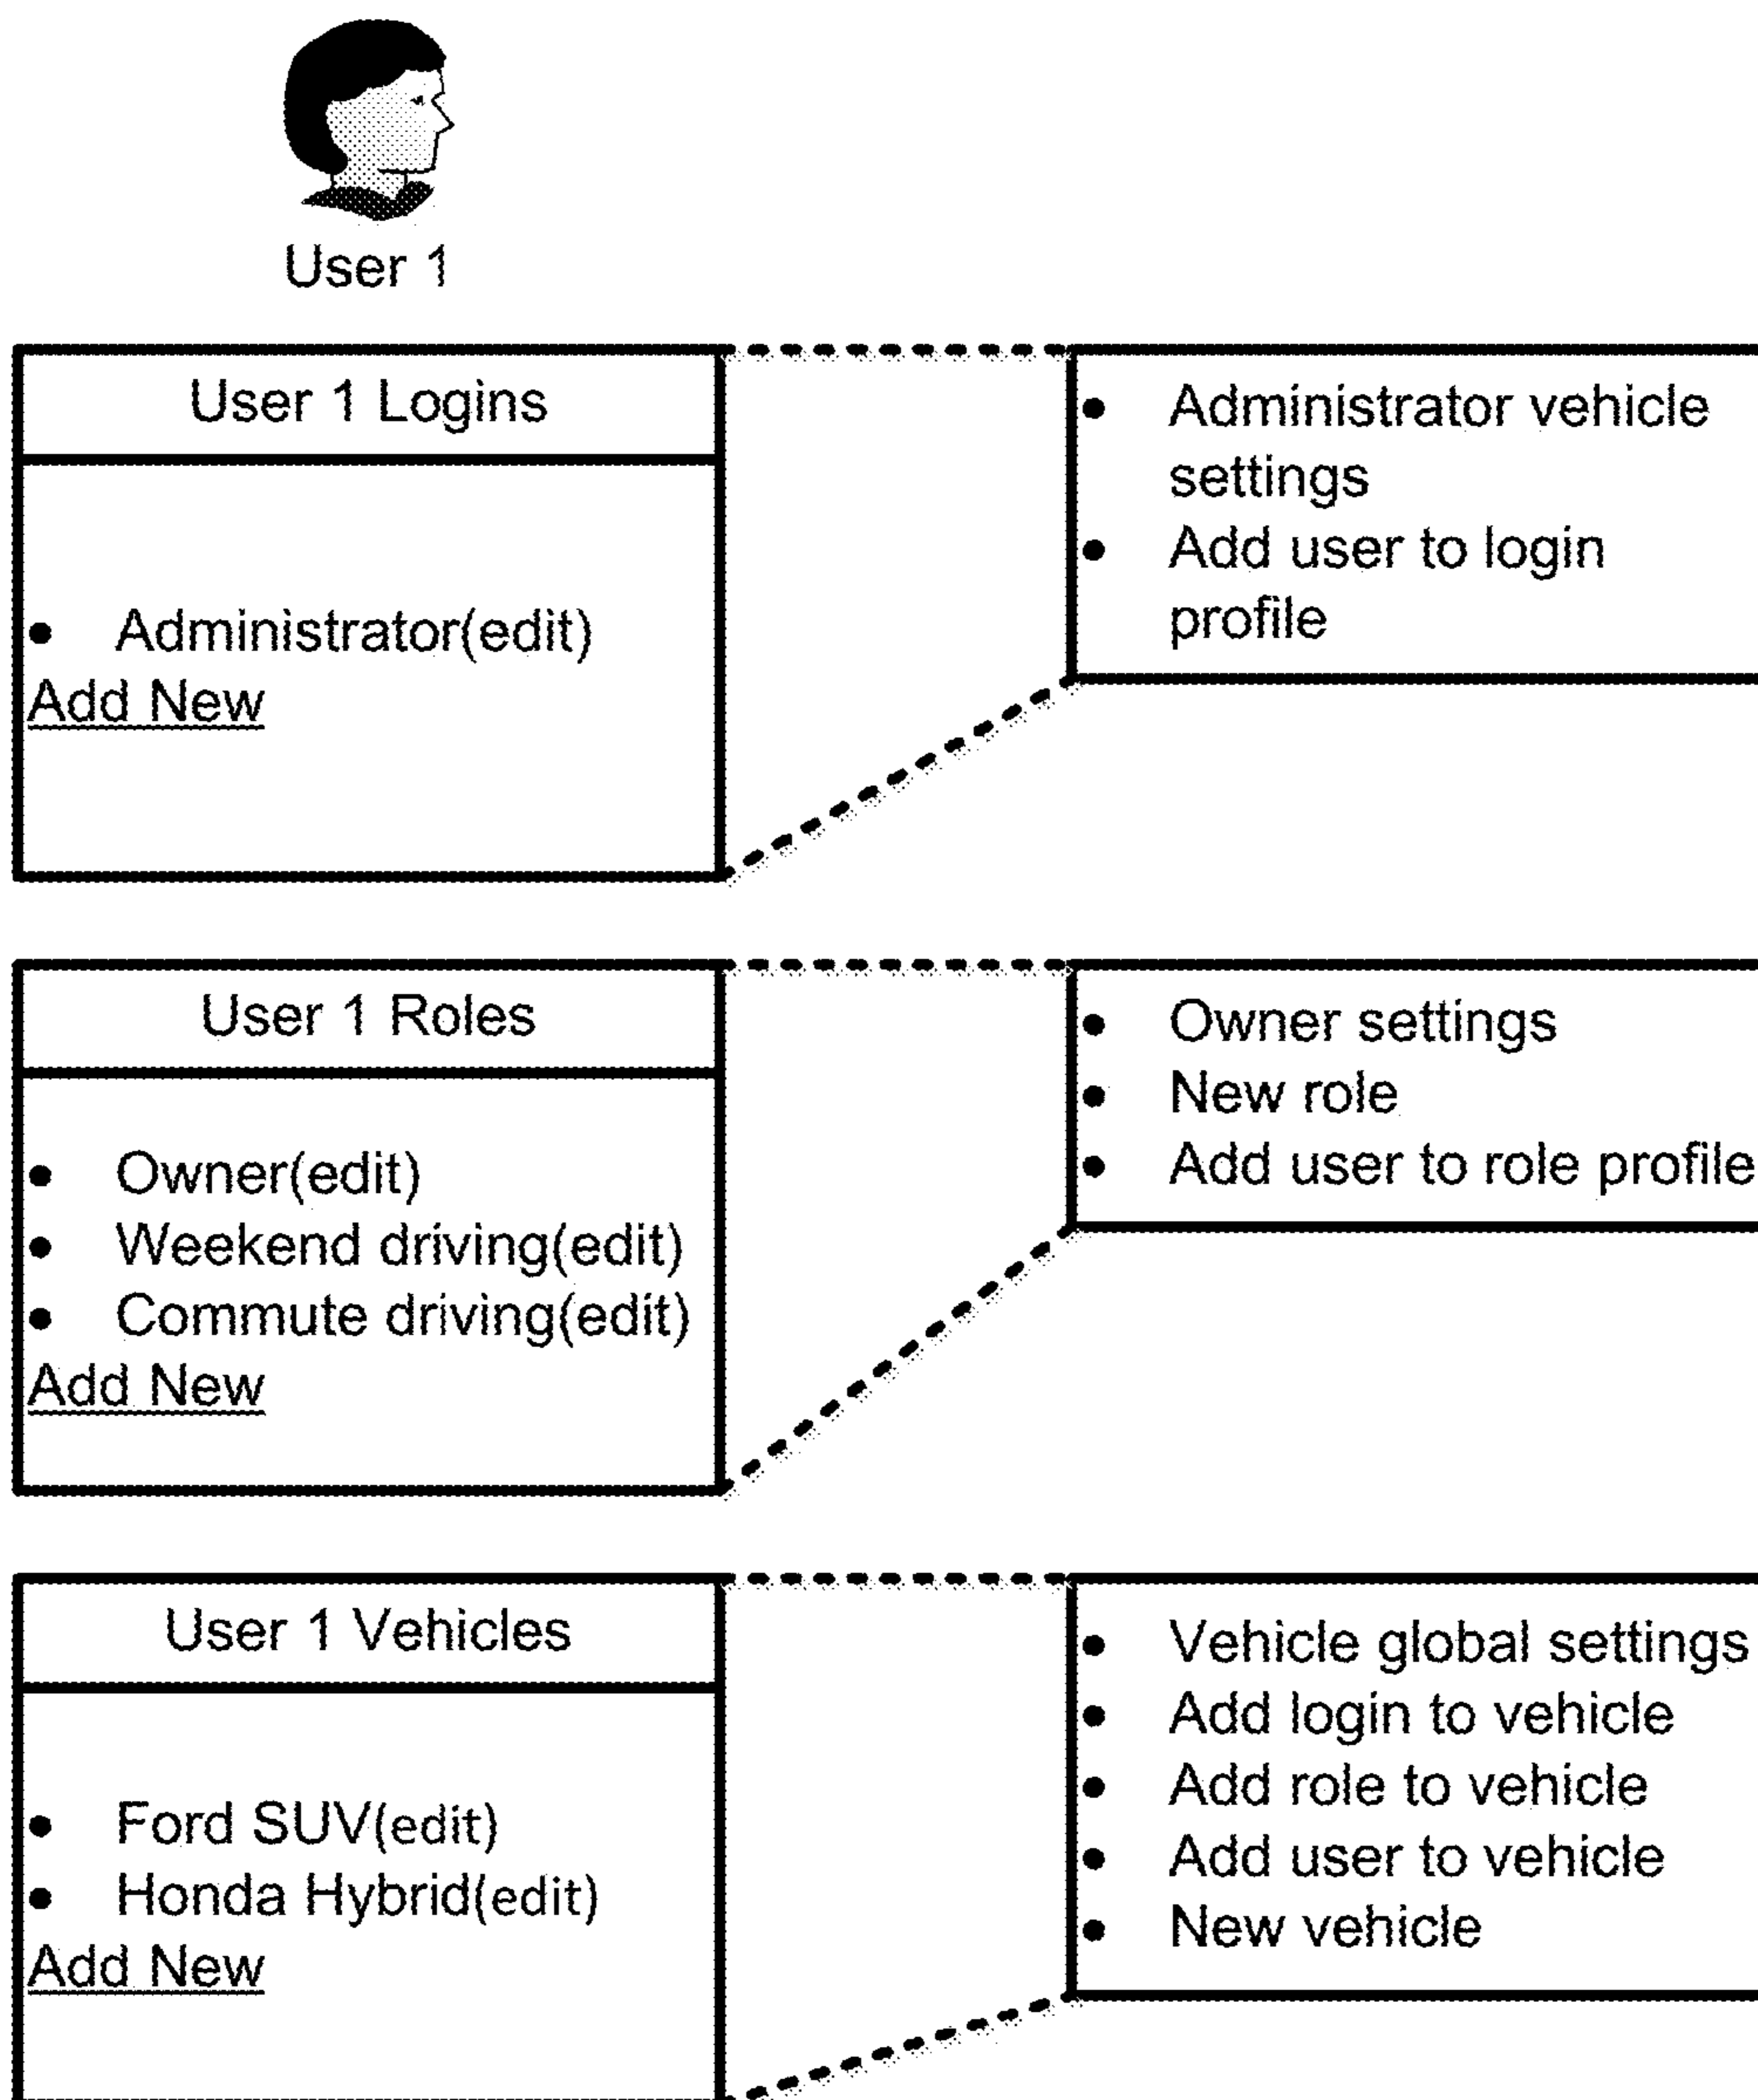 User 1
User 1 Logins
• Administrator(edit)
Add New
• Administrator vehicle
settings
• Add user to login
profile
User 1 Roles
• Owner(edit)
• Weekend driving(edit)
• Commute driving(edit)
Add New
• Owner settings
• New role
• Add user to role profile
User 1 Vehicles
• Ford SUV(edit)
• Honda Hybrid(edit)
Add New
• Vehicle global settings
• Add login to vehicle
• Add role to vehicle
• Add user to vehicle
• New vehicle